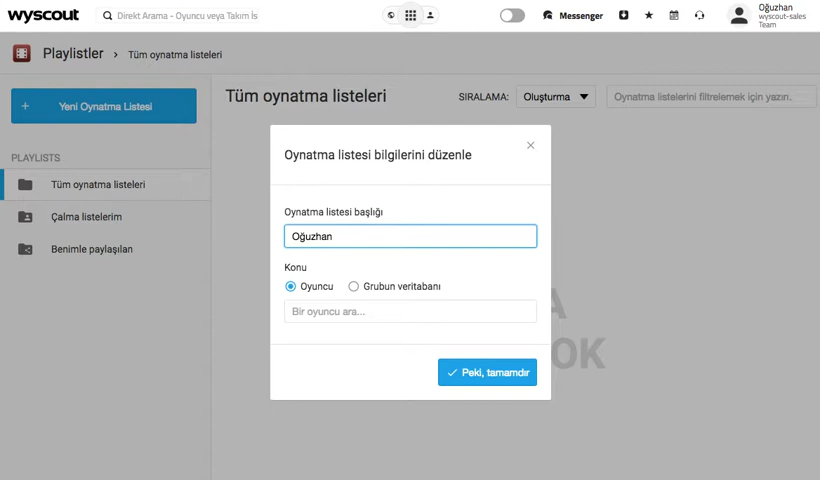 wyscout
Direkt Arama - Oyuncu veya Takım İs
Messenger
Oğuzhan
wyscout-sales
Team
Playlistler > Tüm oynatma listeleri
+ Yeni Oynatma Listesi
PLAYLISTS
Tüm oynatma listeleri
Çalma listelerim
Benimle paylaşılan
Tüm oynatma listeleri
SIRALAMA: Oluşturma
Oynatma listelerini filtrelemek için yazın.
Oynatma listesi bilgilerini düzenle
Oynatma listesi başlığı
Oğuzhan
Konu
Oyuncu
Grubun veritabanı
Bir oyuncu ara...
Peki, tamamdır